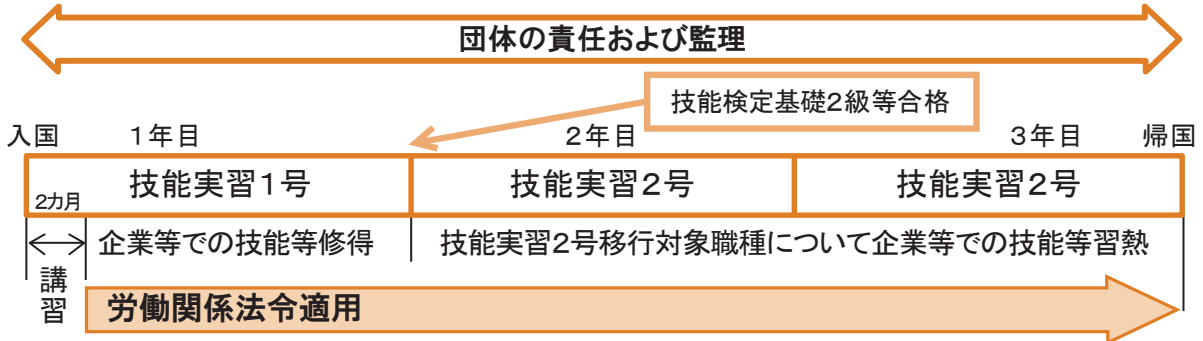 団体の責任および監理
技能検定基礎２級等合格
入国 １年目 ２年目 ３年目 帰国
２カ月 技能実習１号 技能実習２号 技能実習２号
企業等での技能等修得 技能実習２号移行対象職種について企業等での技能等習熟
講習
労働関係法令適用